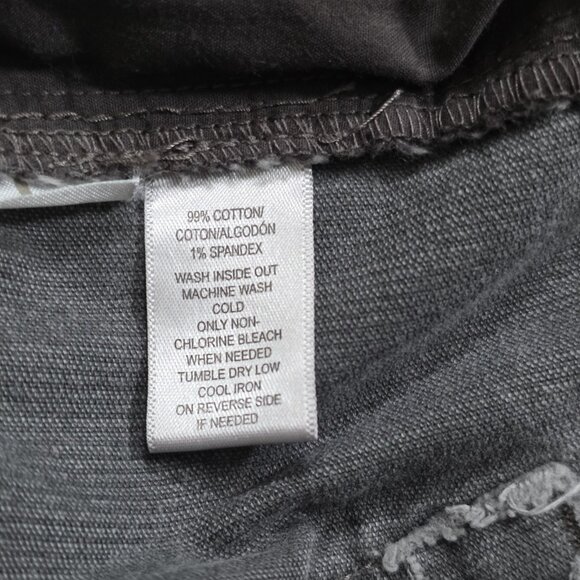 99% COTTON/
COTON/ALGODÓN
1% SPANDEX
WASH INSIDE OUT
MACHINE WASH
COLD
ONLY NON-
CHLORINE BLEACH
WHEN NEEDED
TUMBLE DRY LOW
COOL IRON
ON REVERSE SIDE
IF NEEDED